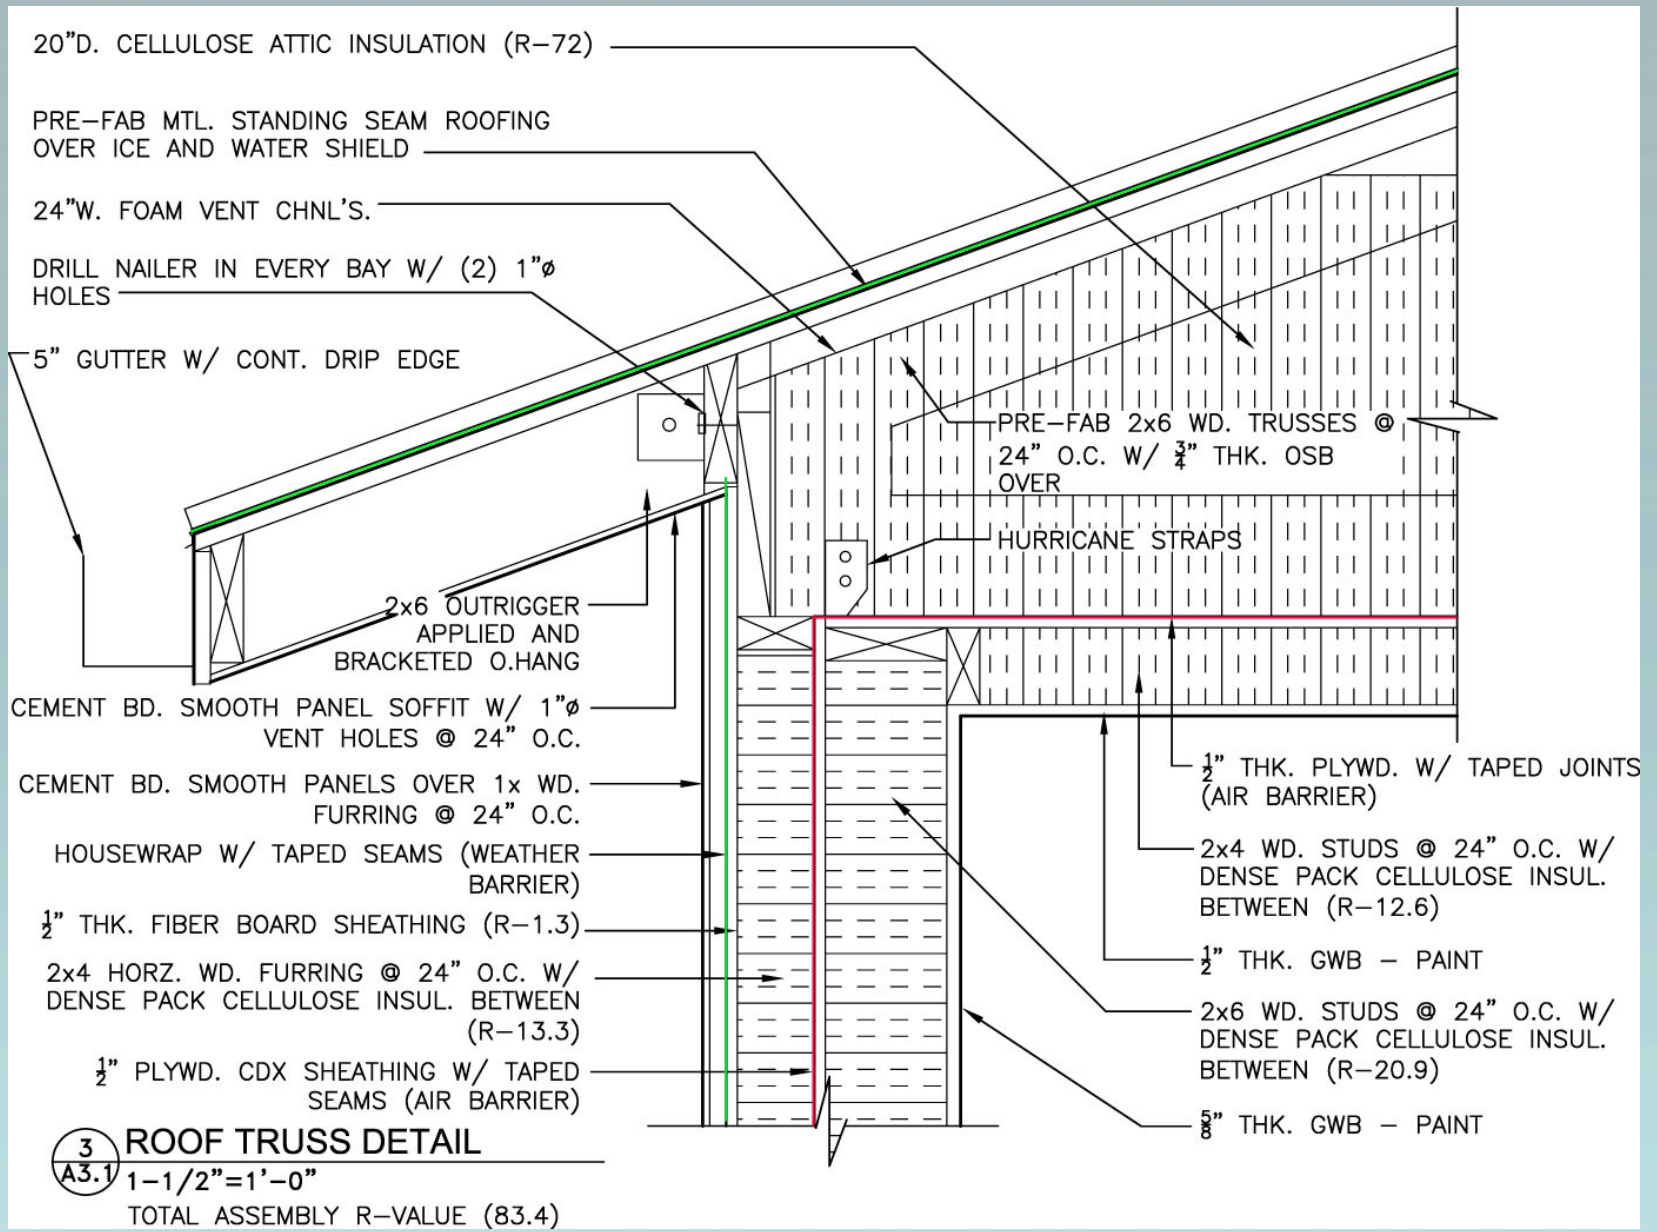 20”D. CELLULOSE ATTIC INSULATION (R-72)
PRE-FAB MTL. STANDING SEAM ROOFING
OVER ICE AND WATER SHIELD
24”W. FOAM VENT CHNL'S.
DRILL NAILER IN EVERY BAY W/ (2) 1”ø
HOLES
5” GUTTER W/ CONT. DRIP EDGE
PRE-FAB 2x6 WD. TRUSSES @
24” O.C. W/ 3/4” THK. OSB
OVER
HURRICANE STRAPS
2x6 OUTRIGGER
APPLIED AND
BRACKETED O.HANG
CEMENT BD. SMOOTH PANEL SOFFIT W/ 1”ø
VENT HOLES @ 24” O.C.
CEMENT BD. SMOOTH PANELS OVER 1x WD.
FURRING @ 24” O.C.
HOUSEWRAP W/ TAPED SEAMS (WEATHER
BARRIER)
1/2” THK. FIBER BOARD SHEATHING (R-1.3)
2x4 HORZ. WD. FURRING @ 24” O.C. W/
DENSE PACK CELLULOSE INSUL. BETWEEN
(R-13.3)
1/2” PLYWD. CDX SHEATHING W/ TAPED
SEAMS (AIR BARRIER)
1/2” THK. PLYWD. W/ TAPED JOINTS
(AIR BARRIER)
2x4 WD. STUDS @ 24” O.C. W/
DENSE PACK CELLULOSE INSUL.
BETWEEN (R-12.6)
1/2” THK. GWB - PAINT
2x6 WD. STUDS @ 24” O.C. W/
DENSE PACK CELLULOSE INSUL.
BETWEEN (R-20.9)
5/8” THK. GWB - PAINT
3
A3.1
ROOF TRUSS DETAIL
1-1/2”=1'-0”
TOTAL ASSEMBLY R-VALUE (83.4)